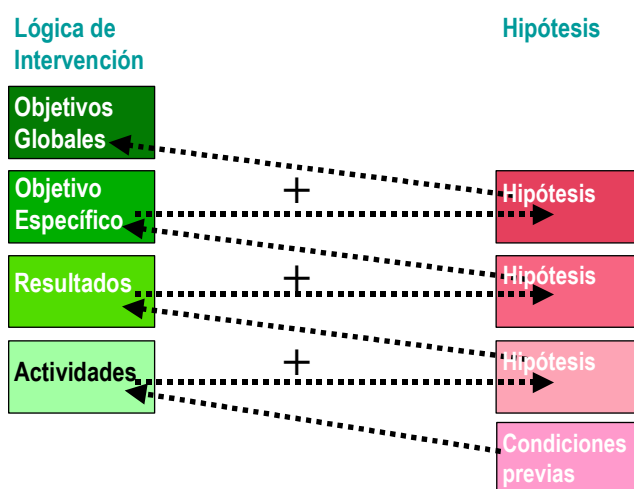 Lógica de
Intervención
Hipótesis
Objetivos
Globales
Objetivo
Específico
+
Hipótesis
Resultados
+
Hipótesis
Actividades
+
Hipótesis
Condiciones
previas